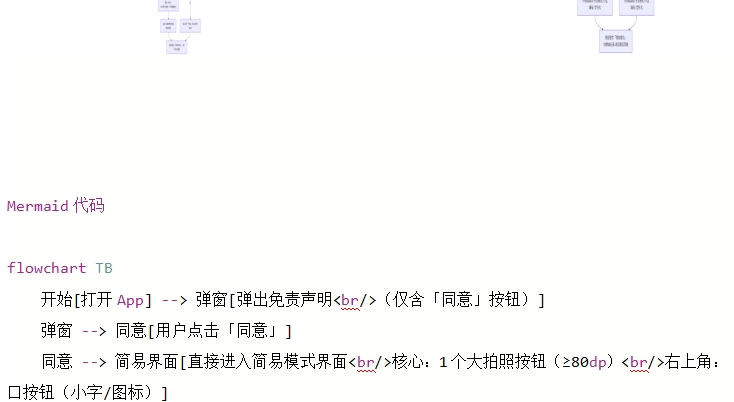 Mermaid 代码
flowchart TB
开始[打开 App] --> 弹窗[弹出免责声明<br/>（仅含「同意」按钮）]
弹窗 --> 同意[用户点击「同意」]
同意 --> 简易界面[直接进入简易模式界面<br/>核心：1 个大拍照按钮（≥80dp）<br/>右上角：
口按钮（小字/图标）]